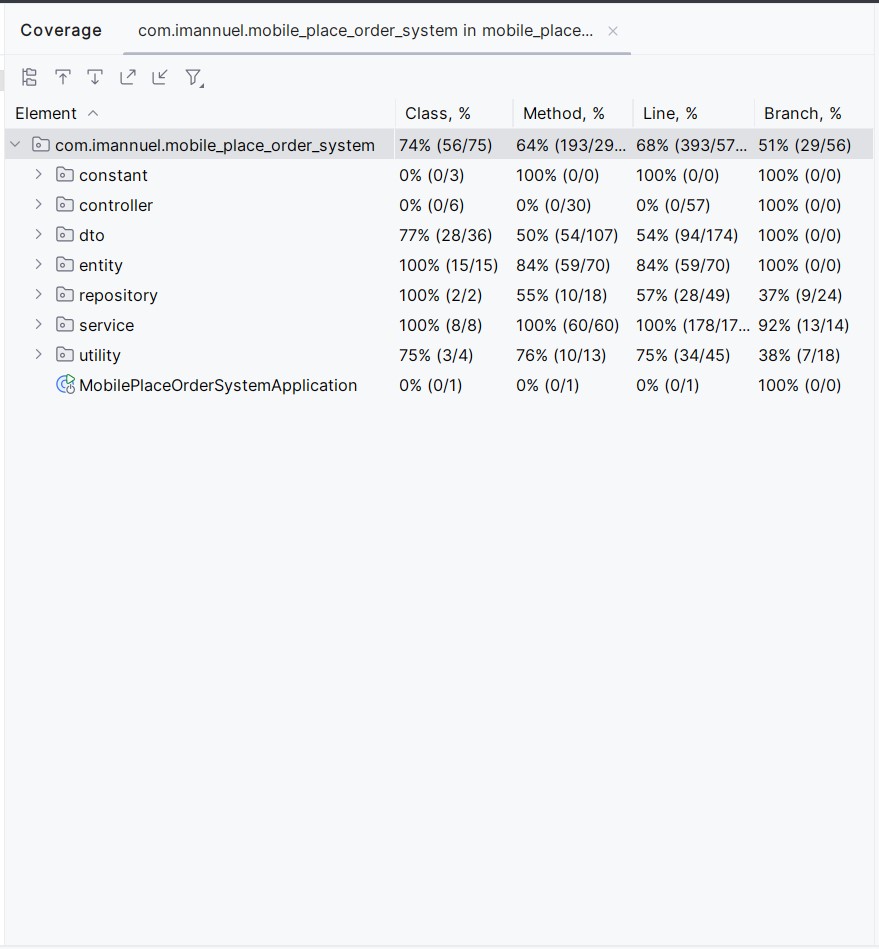 Coverage com.imannuel.mobile_place_order_system in mobile_place...
Element Class, % Method, % Line, % Branch, %
com.imannuel.mobile_place_order_system 74% (56/75) 64% (193/29... 68% (393/57... 51% (29/56)
constant 0% (0/3) 100% (0/0) 100% (0/0) 100% (0/0)
controller 0% (0/6) 0% (0/30) 0% (0/57) 100% (0/0)
dto 77% (28/36) 50% (54/107) 54% (94/174) 100% (0/0)
entity 100% (15/15) 84% (59/70) 84% (59/70) 100% (0/0)
repository 100% (2/2) 55% (10/18) 57% (28/49) 37% (9/24)
service 100% (8/8) 100% (60/60) 100% (178/17... 92% (13/14)
utility 75% (3/4) 76% (10/13) 75% (34/45) 38% (7/18)
MobilePlaceOrderSystemApplication 0% (0/1) 0% (0/1) 0% (0/1) 100% (0/0)